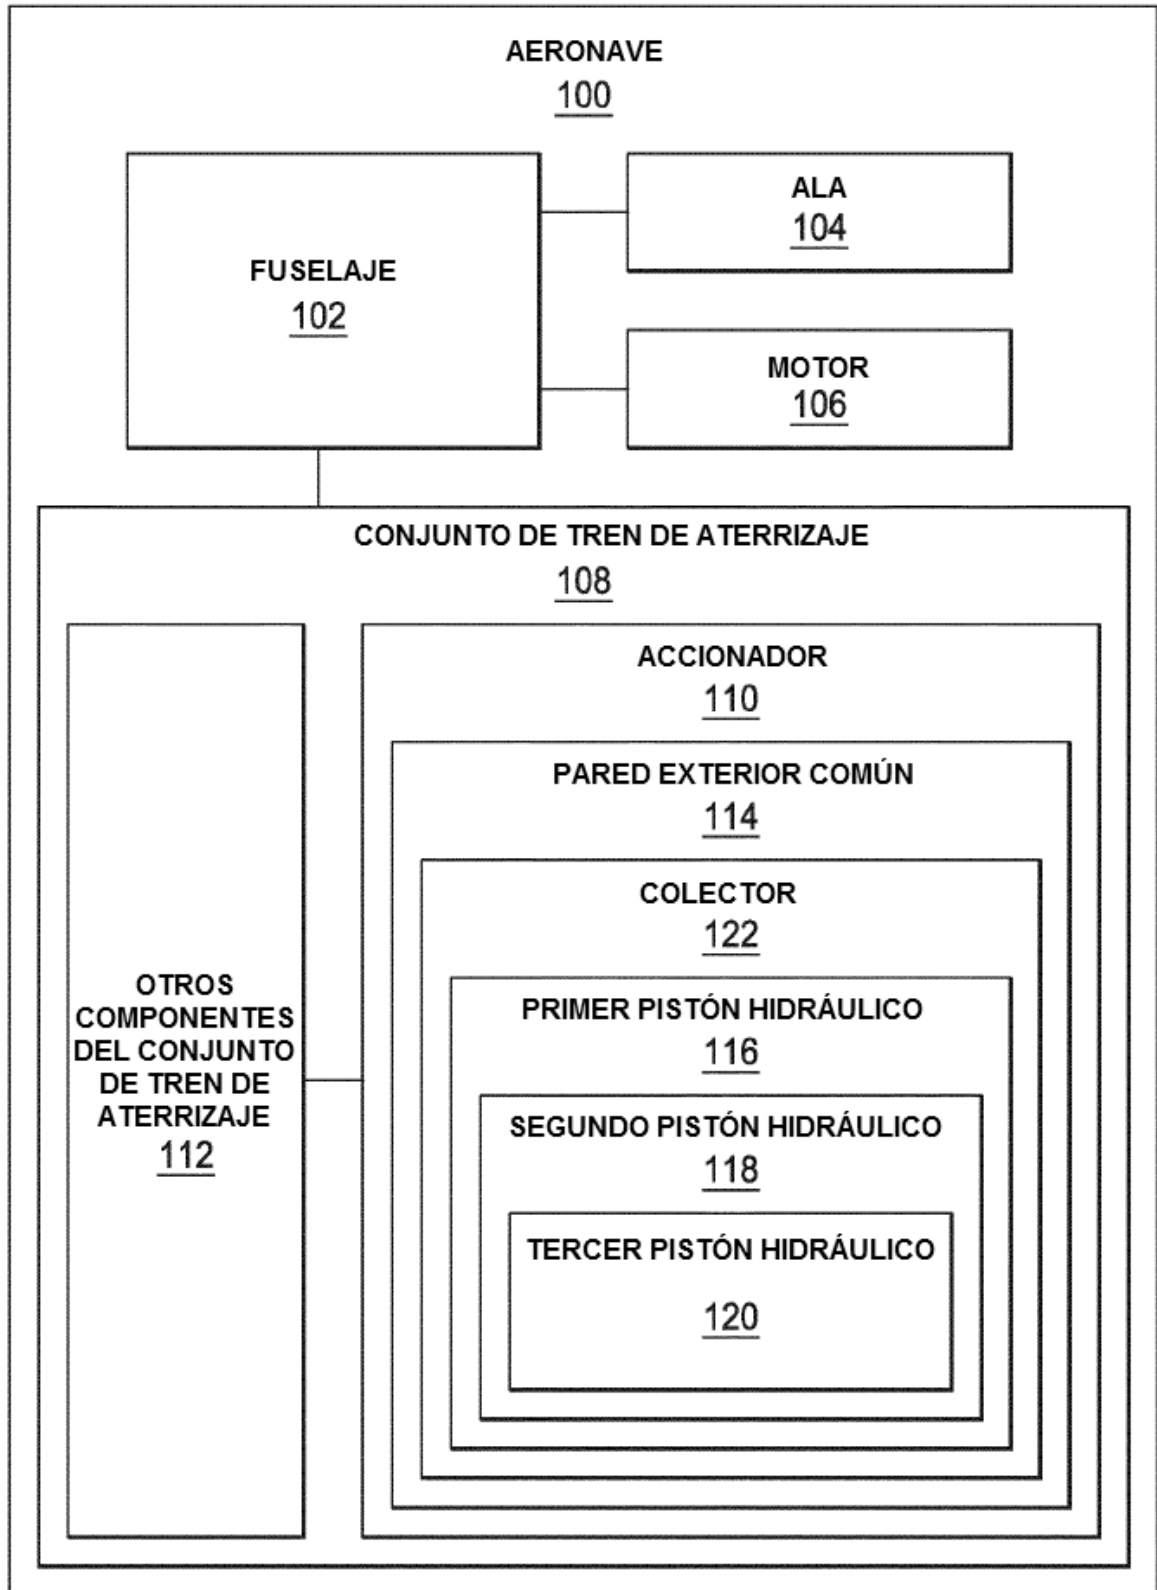 AERONAVE
100
FUSELAJE
102
ALA
104
MOTOR
106
CONJUNTO DE TREN DE ATERRIZAJE
108
OTROS
COMPONENTES
DEL CONJUNTO
DE TREN DE
ATERRIZAJE
112
ACCIONADOR
110
PARED EXTERIOR COMÚN
114
COLECTOR
122
PRIMER PISTÓN HIDRÁULICO
116
SEGUNDO PISTÓN HIDRÁULICO
118
TERCER PISTÓN HIDRÁULICO
120